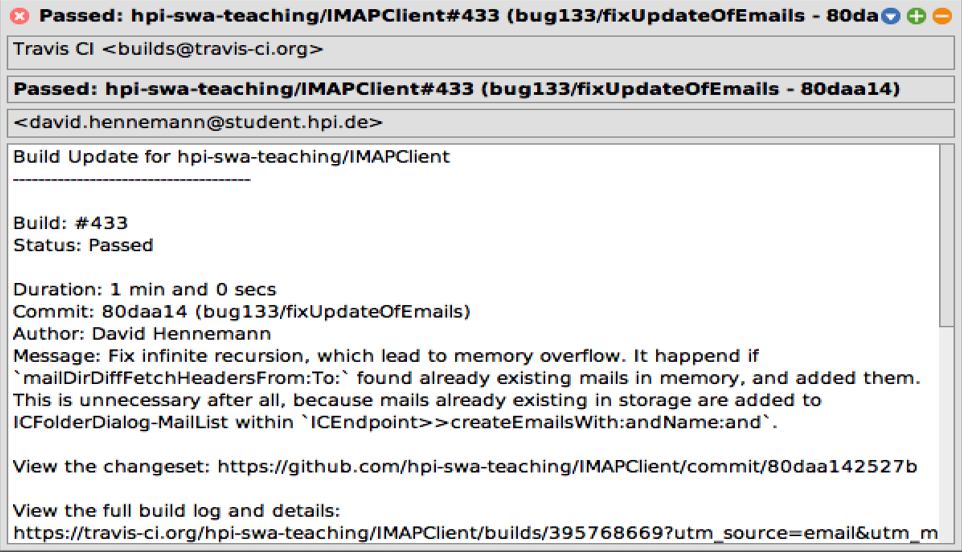 Passed: hpi-swa-teaching/IMAPClient#433 (bug133/fixUpdateOfEmails - 80da
Travis CI <builds@travis-ci.org>
Passed: hpi-swa-teaching/IMAPClient#433 (bug133/fixUpdateOfEmails - 80daa14)
<david.hennemann@student.hpi.de>
Build Update for hpi-swa-teaching/IMAPClient
-------------------------------------
Build: #433
Status: Passed
Duration: 1 min and 0 secs
Commit: 80daa14 (bug133/fixUpdateOfEmails)
Author: David Hennemann
Message: Fix infinite recursion, which lead to memory overflow. It happend if
`mailDirDiffFetchHeadersFrom:To:` found already existing mails in memory, and added them.
This is unnecessary after all, because mails already existing in storage are added to
ICFolderDialog-MailList within `ICEndpoint>>createEmailsWith:andName:and`.
View the changeset: https://github.com/hpi-swa-teaching/IMAPClient/commit/80daa142527b
View the full build log and details:
https://travis-ci.org/hpi-swa-teaching/IMAPClient/builds/395768669?utm_source=email&utm_m